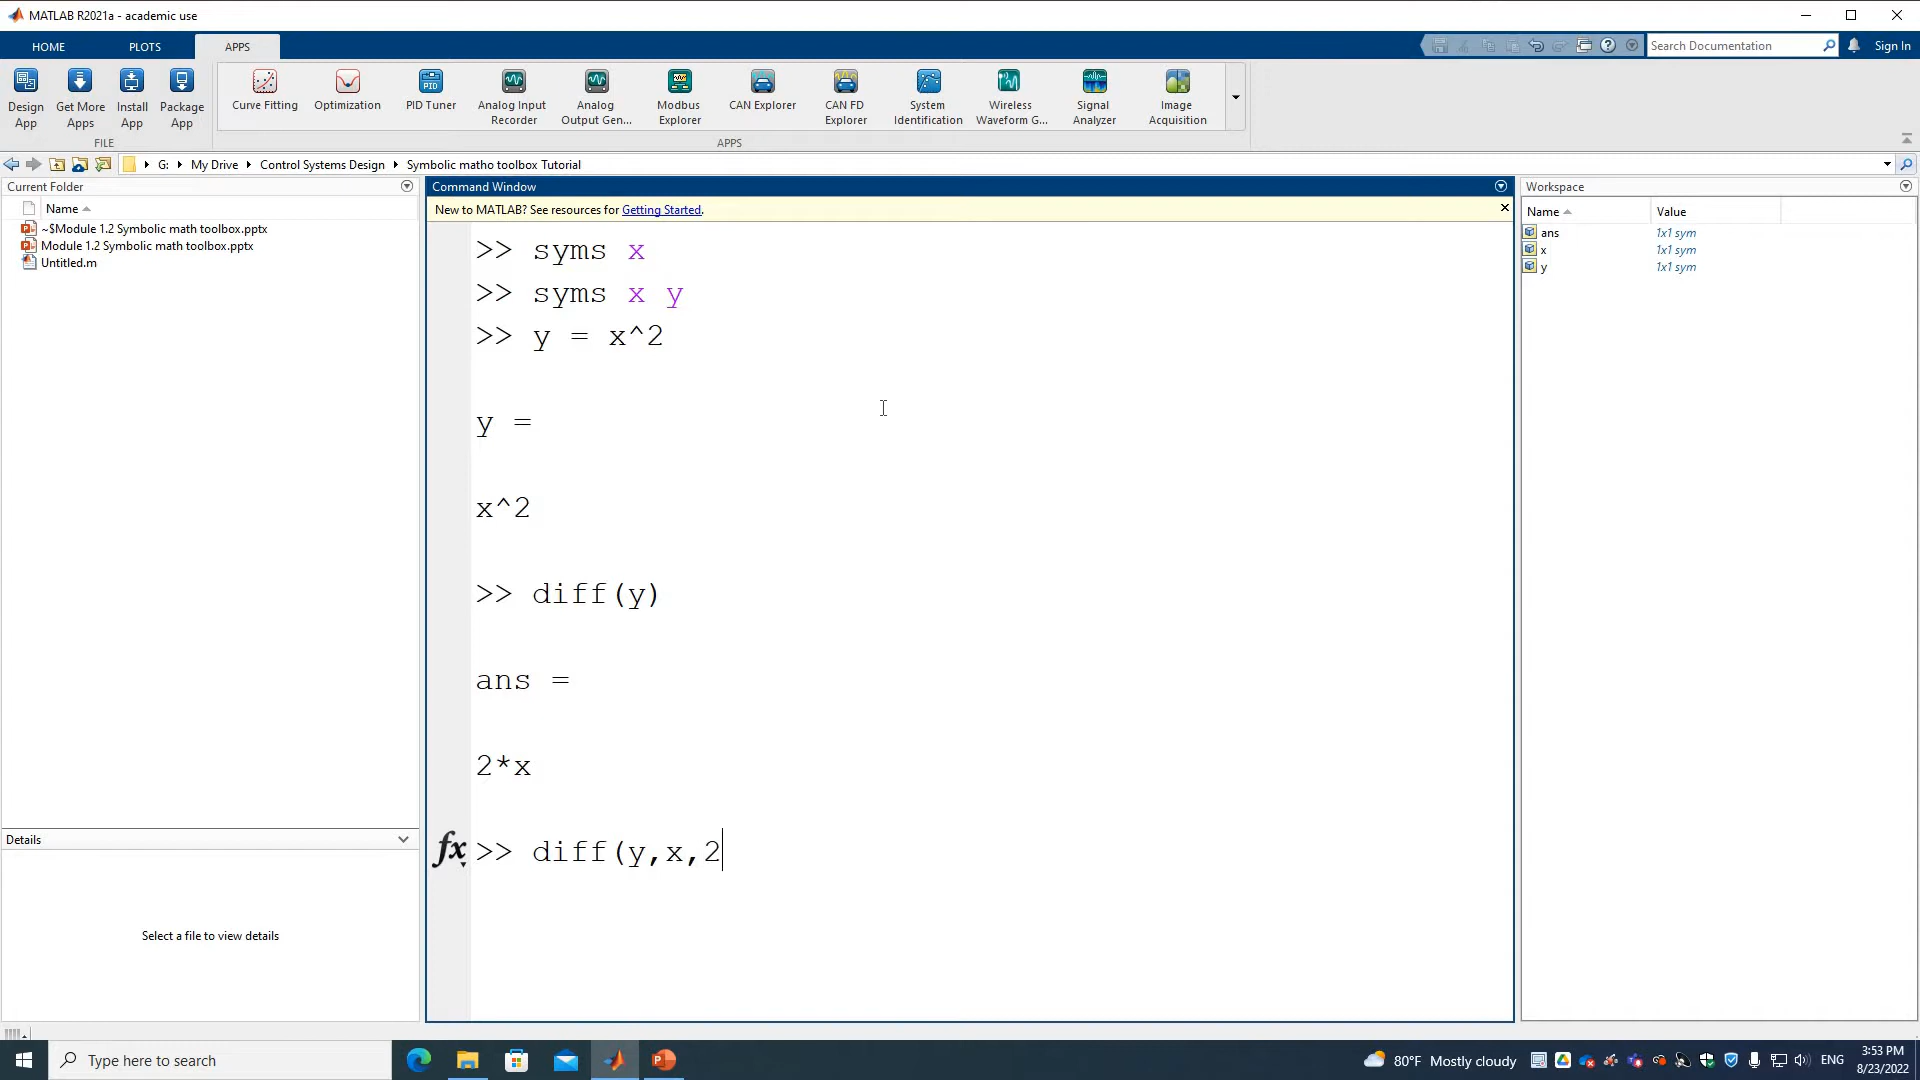 MATLAB R2021a - academic use
HOME PLOTS APPS
Search Documentation
Sign In
Design App
Get More Apps
Install App
Package App
Curve Fitting
Optimization
PID
PID Tuner
Analog Input Recorder
Analog Output Gen...
Modbus Explorer
CAN Explorer
CAN FD Explorer
System Identification
Wireless Waveform G...
Signal Analyzer
Image Acquisition
FILE
APPS
G: My Drive Control Systems Design Symbolic matho toolbox Tutorial
Current Folder
Name
~$Module 1.2 Symbolic math toolbox.pptx
Module 1.2 Symbolic math toolbox.pptx
Untitled.m
Details
Select a file to view details
Command Window
New to MATLAB? See resources for Getting Started.
>> syms x
>> syms x y
>> y = x^2
y =
x^2
>> diff(y)
ans =
2*x
fx >> diff(y,x,2
Workspace
Name Value
ans 1x1 sym
x 1x1 sym
y 1x1 sym
Type here to search
80°F Mostly cloudy
ENG
3:53 PM
8/23/2022